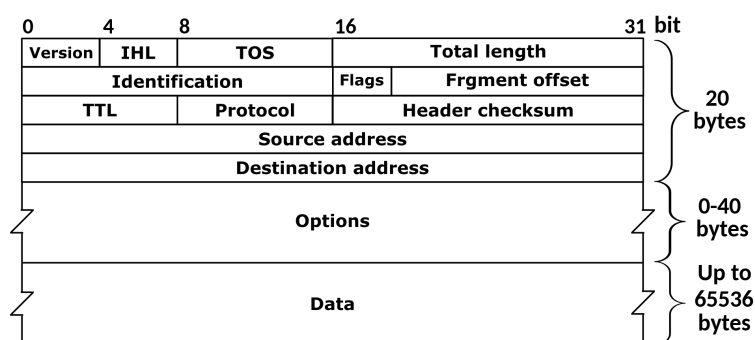 0 4 8 16 31 bit
Version IHL TOS Total length
Identification Flags Frgment offset
TTL Protocol Header checksum
Source address
Destination address
20
bytes
Options
0-40
bytes
Data
Up to
65536
bytes